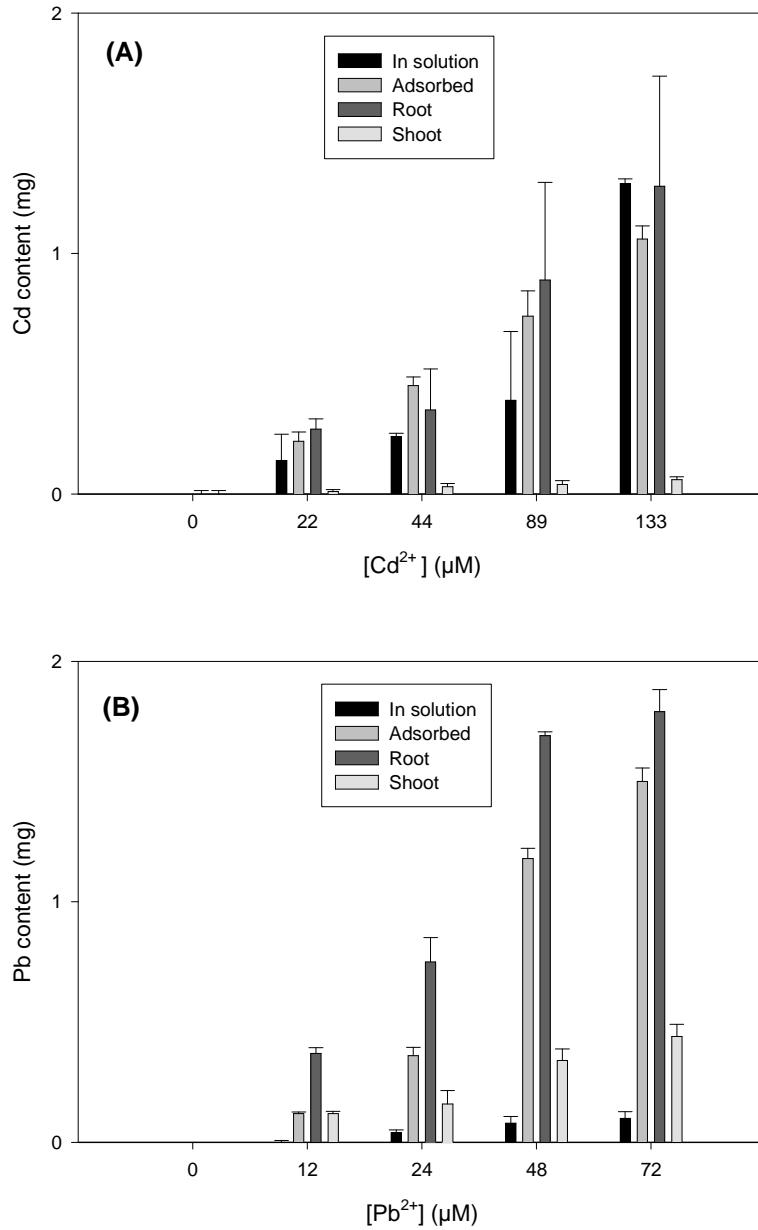 2
(A)
In solution
Adsorbed
Root
Shoot
Cd content (mg)
1
0
0 22 44 89 133
[Cd²⁺ ] (µM)
2
(B)
In solution
Adsorbed
Root
Shoot
Pb content (mg)
1
0
0 12 24 48 72
[Pb²⁺] (µM)